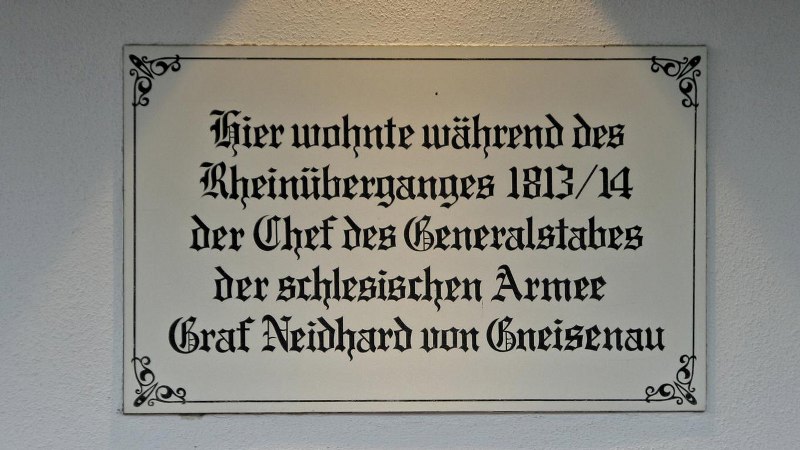 Hier wohnte während des
Rheinüberganges 1813/14
der Chef des Generalstabes
der schlesischen Armee
Graf Neidhard von Gneisenau